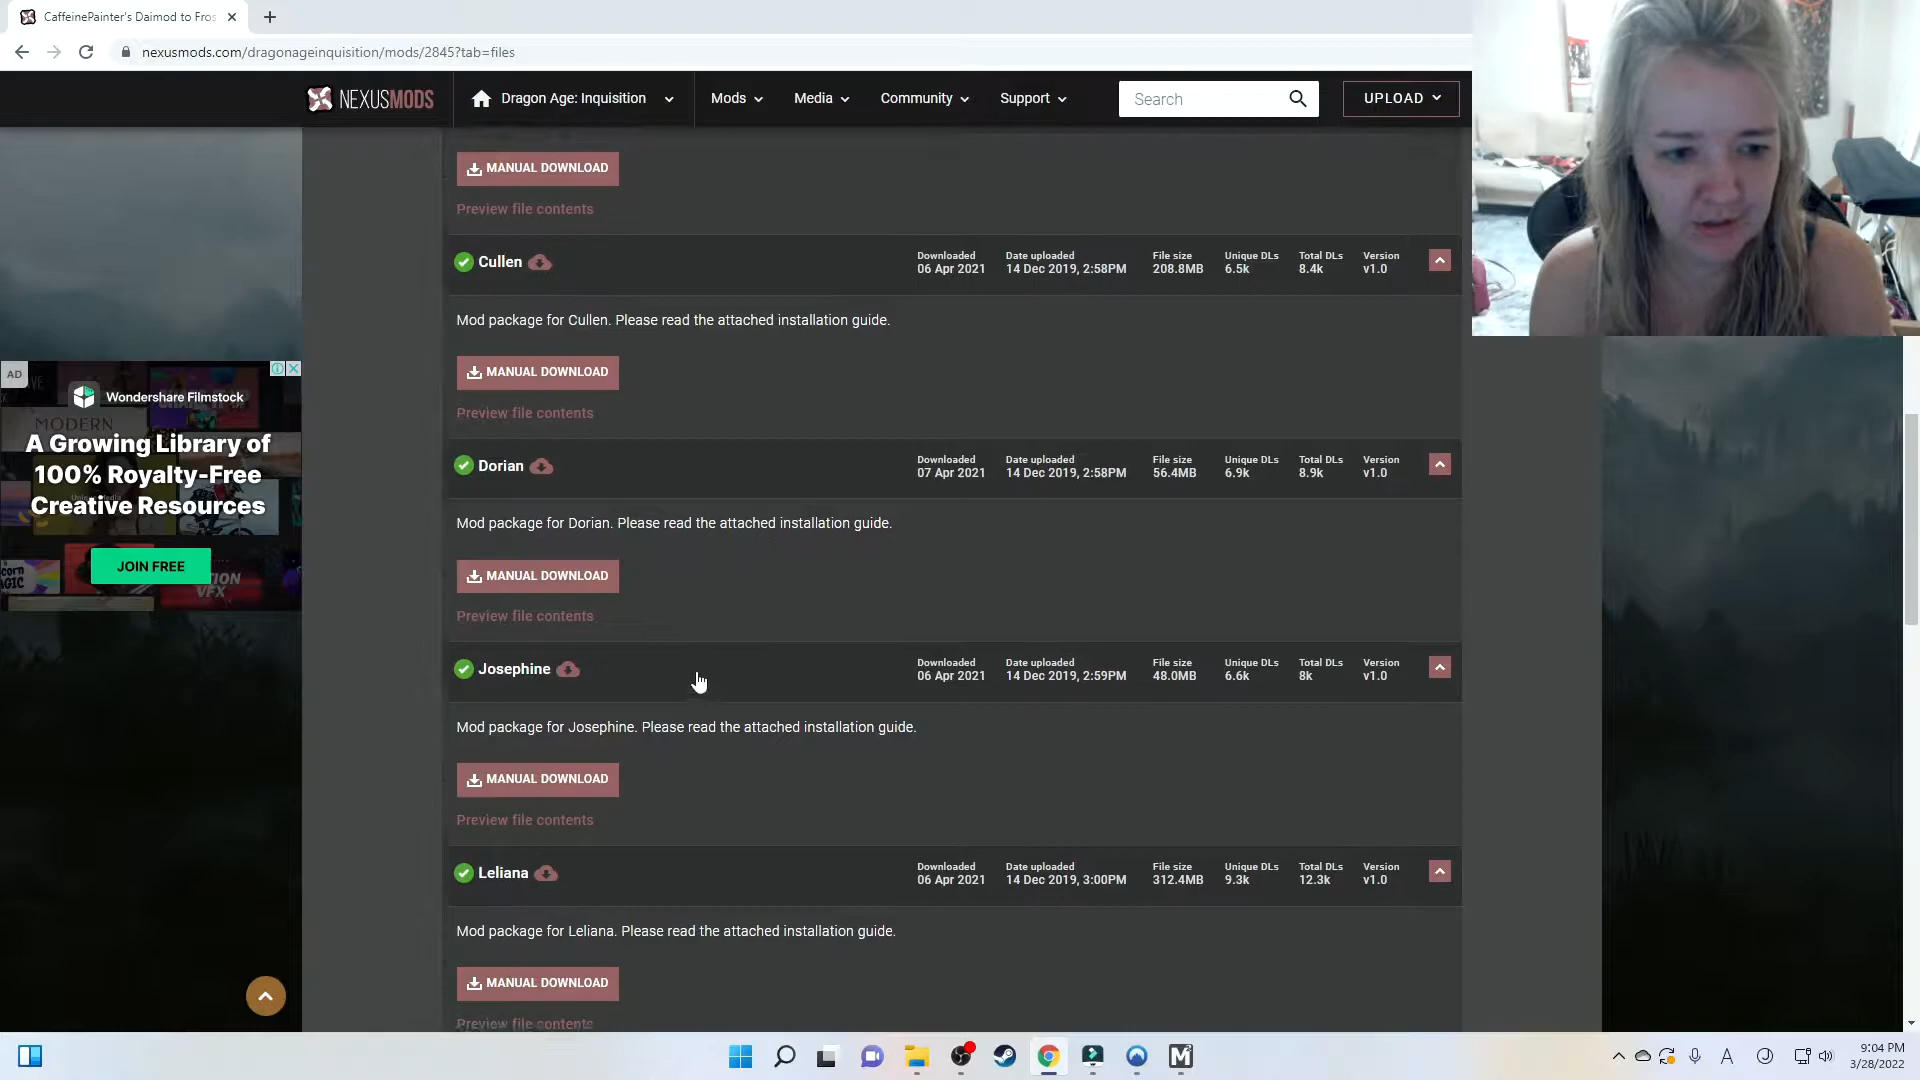 CaffeinePainter's Daimod to Fros
nexusmods.com/dragonageinquisition/mods/2845?tab=files
NEXUSMODS
Dragon Age: Inquisition
Mods
Media
Community
Support
Search
UPLOAD
MANUAL DOWNLOAD
Preview file contents
Cullen
Downloaded
06 Apr 2021
Date uploaded
14 Dec 2019, 2:58PM
File size
208.8MB
Unique DLs
6.5k
Total DLs
8.4k
Version
v1.0
Mod package for Cullen. Please read the attached installation guide.
MANUAL DOWNLOAD
Preview file contents
Dorian
Downloaded
07 Apr 2021
Date uploaded
14 Dec 2019, 2:58PM
File size
56.4MB
Unique DLs
6.9k
Total DLs
8.9k
Version
v1.0
Mod package for Dorian. Please read the attached installation guide.
MANUAL DOWNLOAD
Preview file contents
Josephine
Downloaded
06 Apr 2021
Date uploaded
14 Dec 2019, 2:59PM
File size
48.0MB
Unique DLs
6.6k
Total DLs
8k
Version
v1.0
Mod package for Josephine. Please read the attached installation guide.
MANUAL DOWNLOAD
Preview file contents
Leliana
Downloaded
06 Apr 2021
Date uploaded
14 Dec 2019, 3:00PM
File size
312.4MB
Unique DLs
9.3k
Total DLs
12.3k
Version
v1.0
Mod package for Leliana. Please read the attached installation guide.
MANUAL DOWNLOAD
Preview file contents
AD
Wondershare Filmstock
MODERN
A Growing Library of
100% Royalty-Free
Creative Resources
JOIN FREE
VFX
9:04 PM
3/28/2022